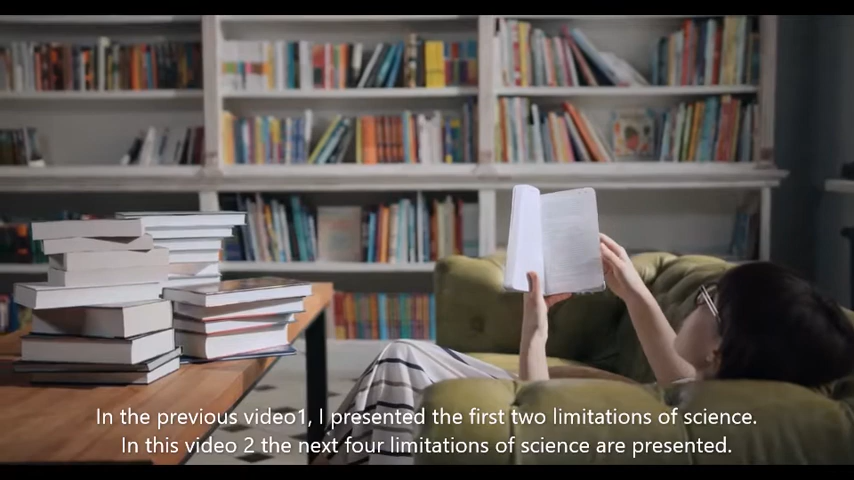 In the previous video1, I presented the first two limitations of science.
In this video 2 the next four limitations of science are presented.